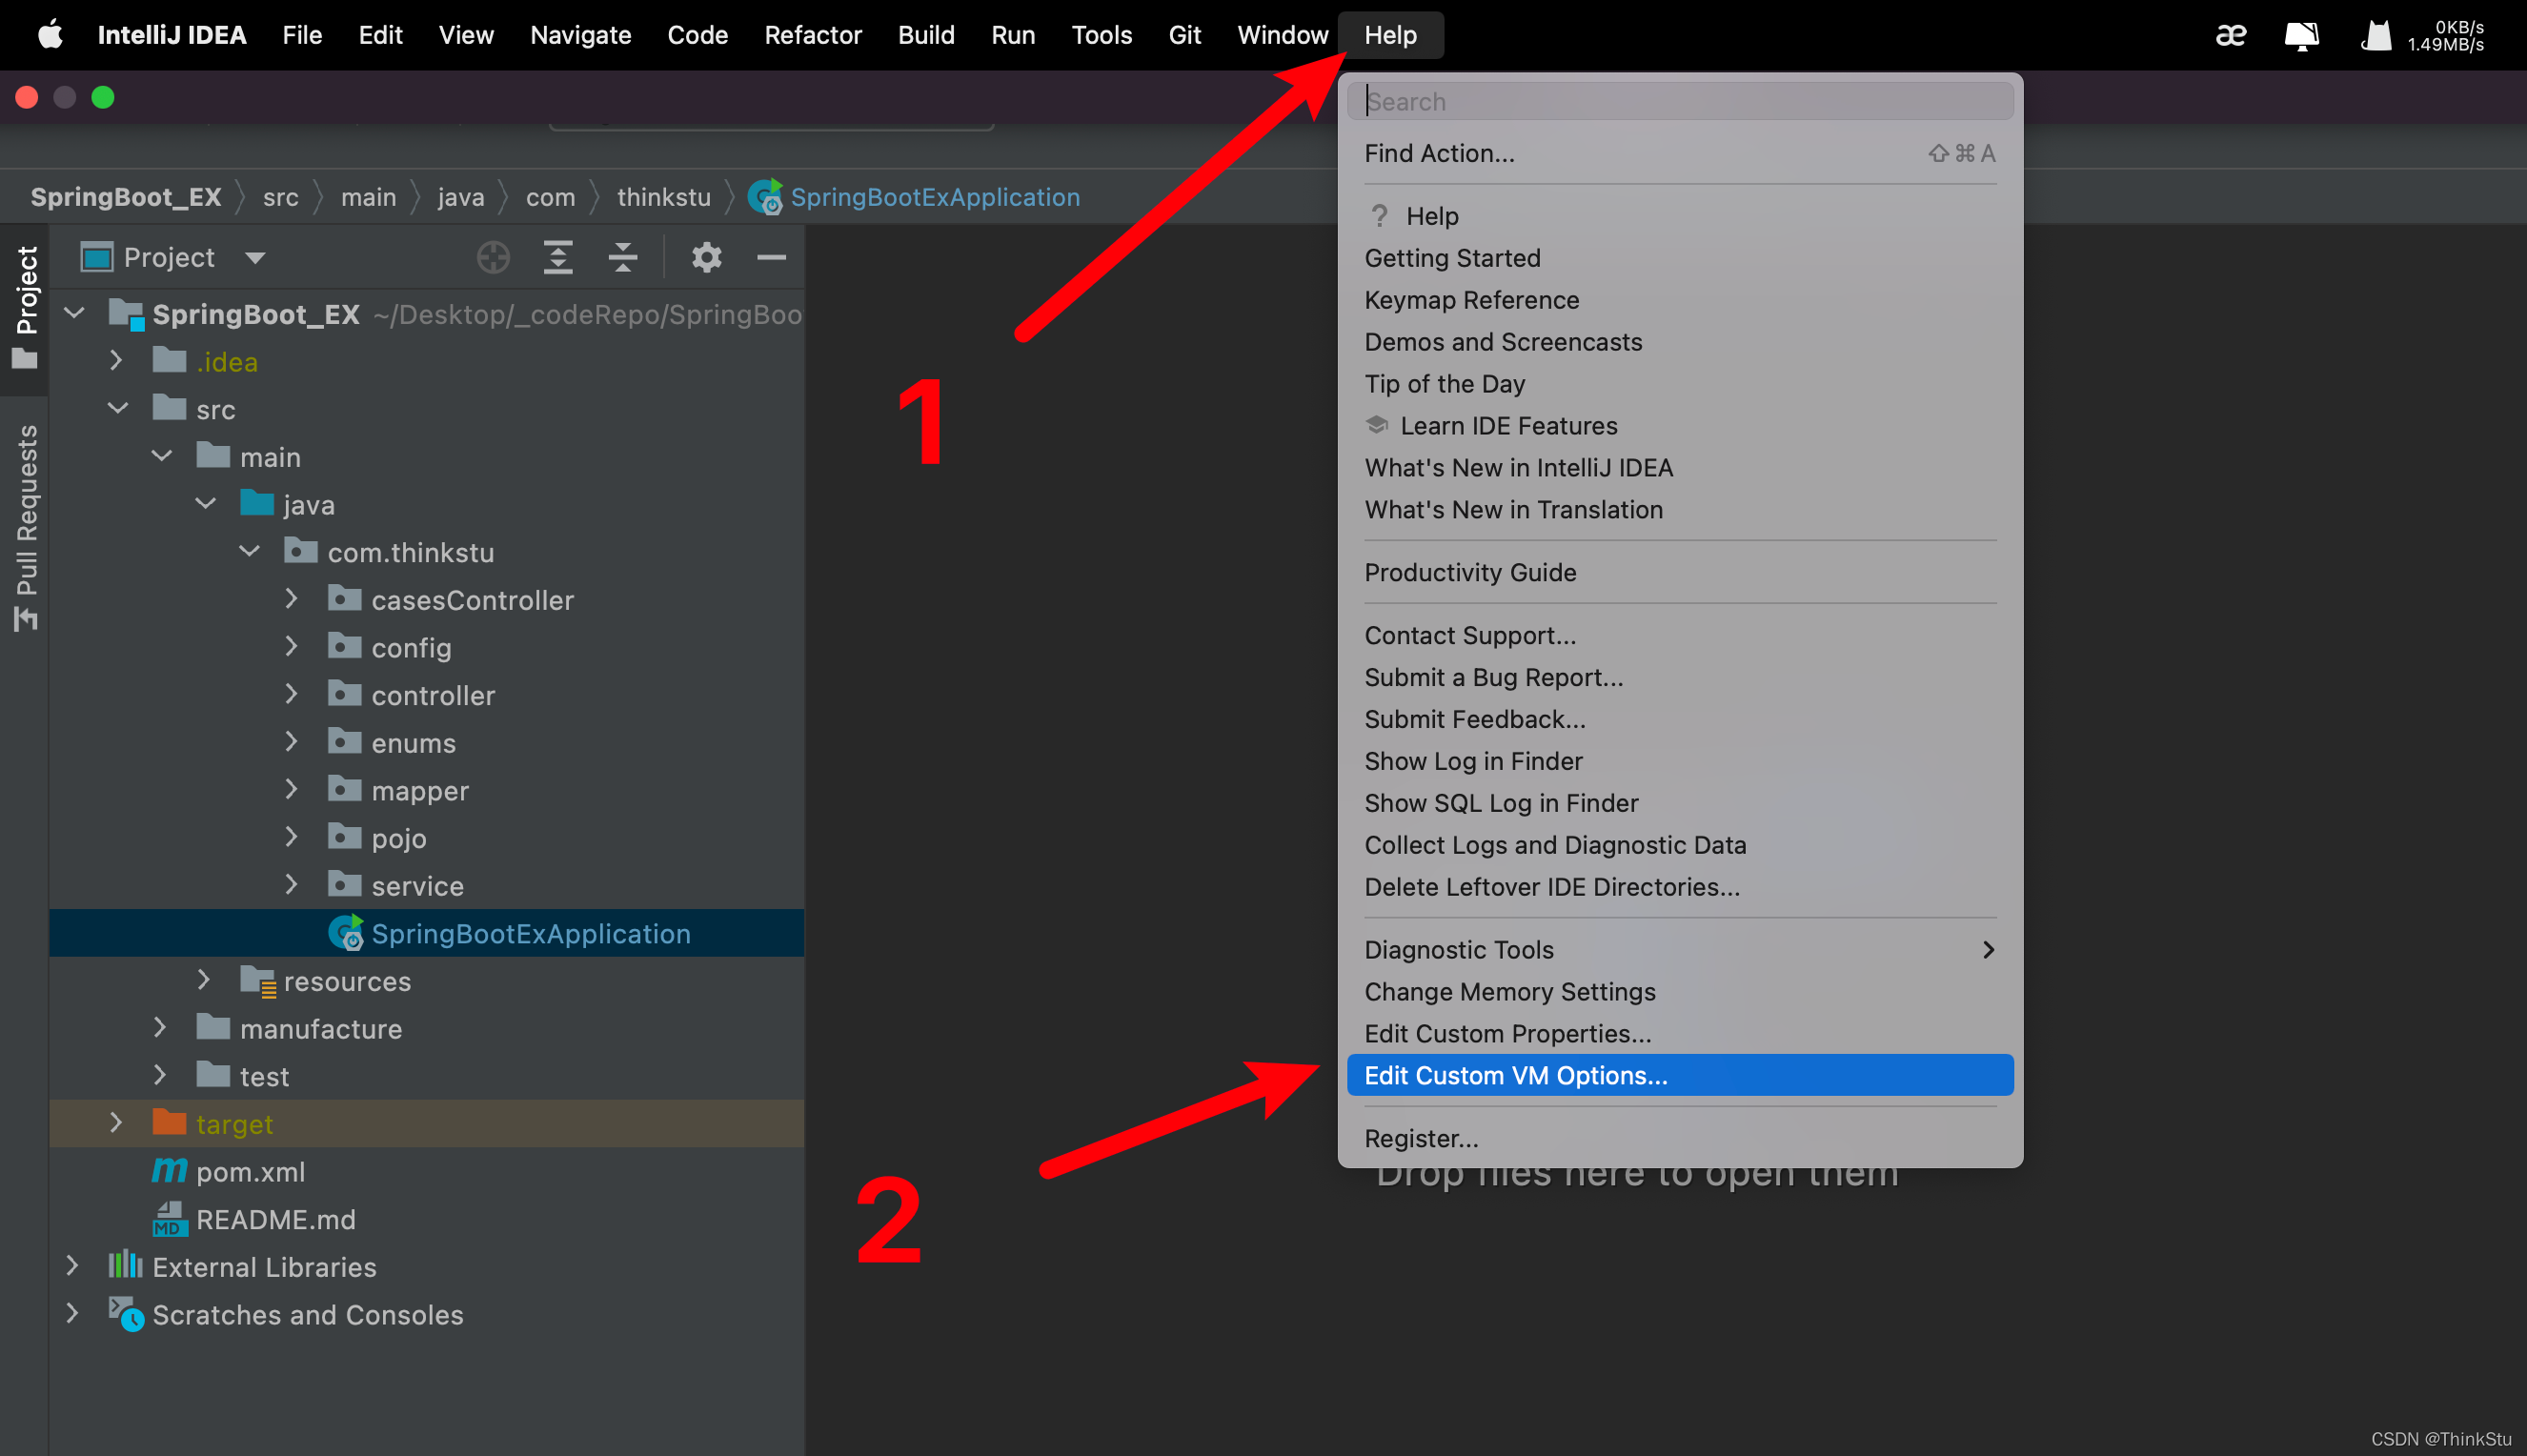 IntelliJ IDEA File Edit View Navigate Code Refactor Build Run Tools Git Window Help
æ
0KB/s
1.49MB/s
SpringBoot_EX src main java com thinkstu SpringBootExApplication
Project
Pull Requests
Project
SpringBoot_EX ~/Desktop/_codeRepo/SpringBoo
.idea
src
main
java
com.thinkstu
casesController
config
controller
enums
mapper
pojo
service
SpringBootExApplication
resources
manufacture
test
target
pom.xml
MD README.md
External Libraries
Scratches and Consoles
1
2
Search
Find Action... ⇧⌘A
? Help
Getting Started
Keymap Reference
Demos and Screencasts
Tip of the Day
Learn IDE Features
What's New in IntelliJ IDEA
What's New in Translation
Productivity Guide
Contact Support...
Submit a Bug Report...
Submit Feedback...
Show Log in Finder
Show SQL Log in Finder
Collect Logs and Diagnostic Data
Delete Leftover IDE Directories...
Diagnostic Tools
Change Memory Settings
Edit Custom Properties...
Edit Custom VM Options...
Register...
Drop files here to open them
CSDN @ThinkStu